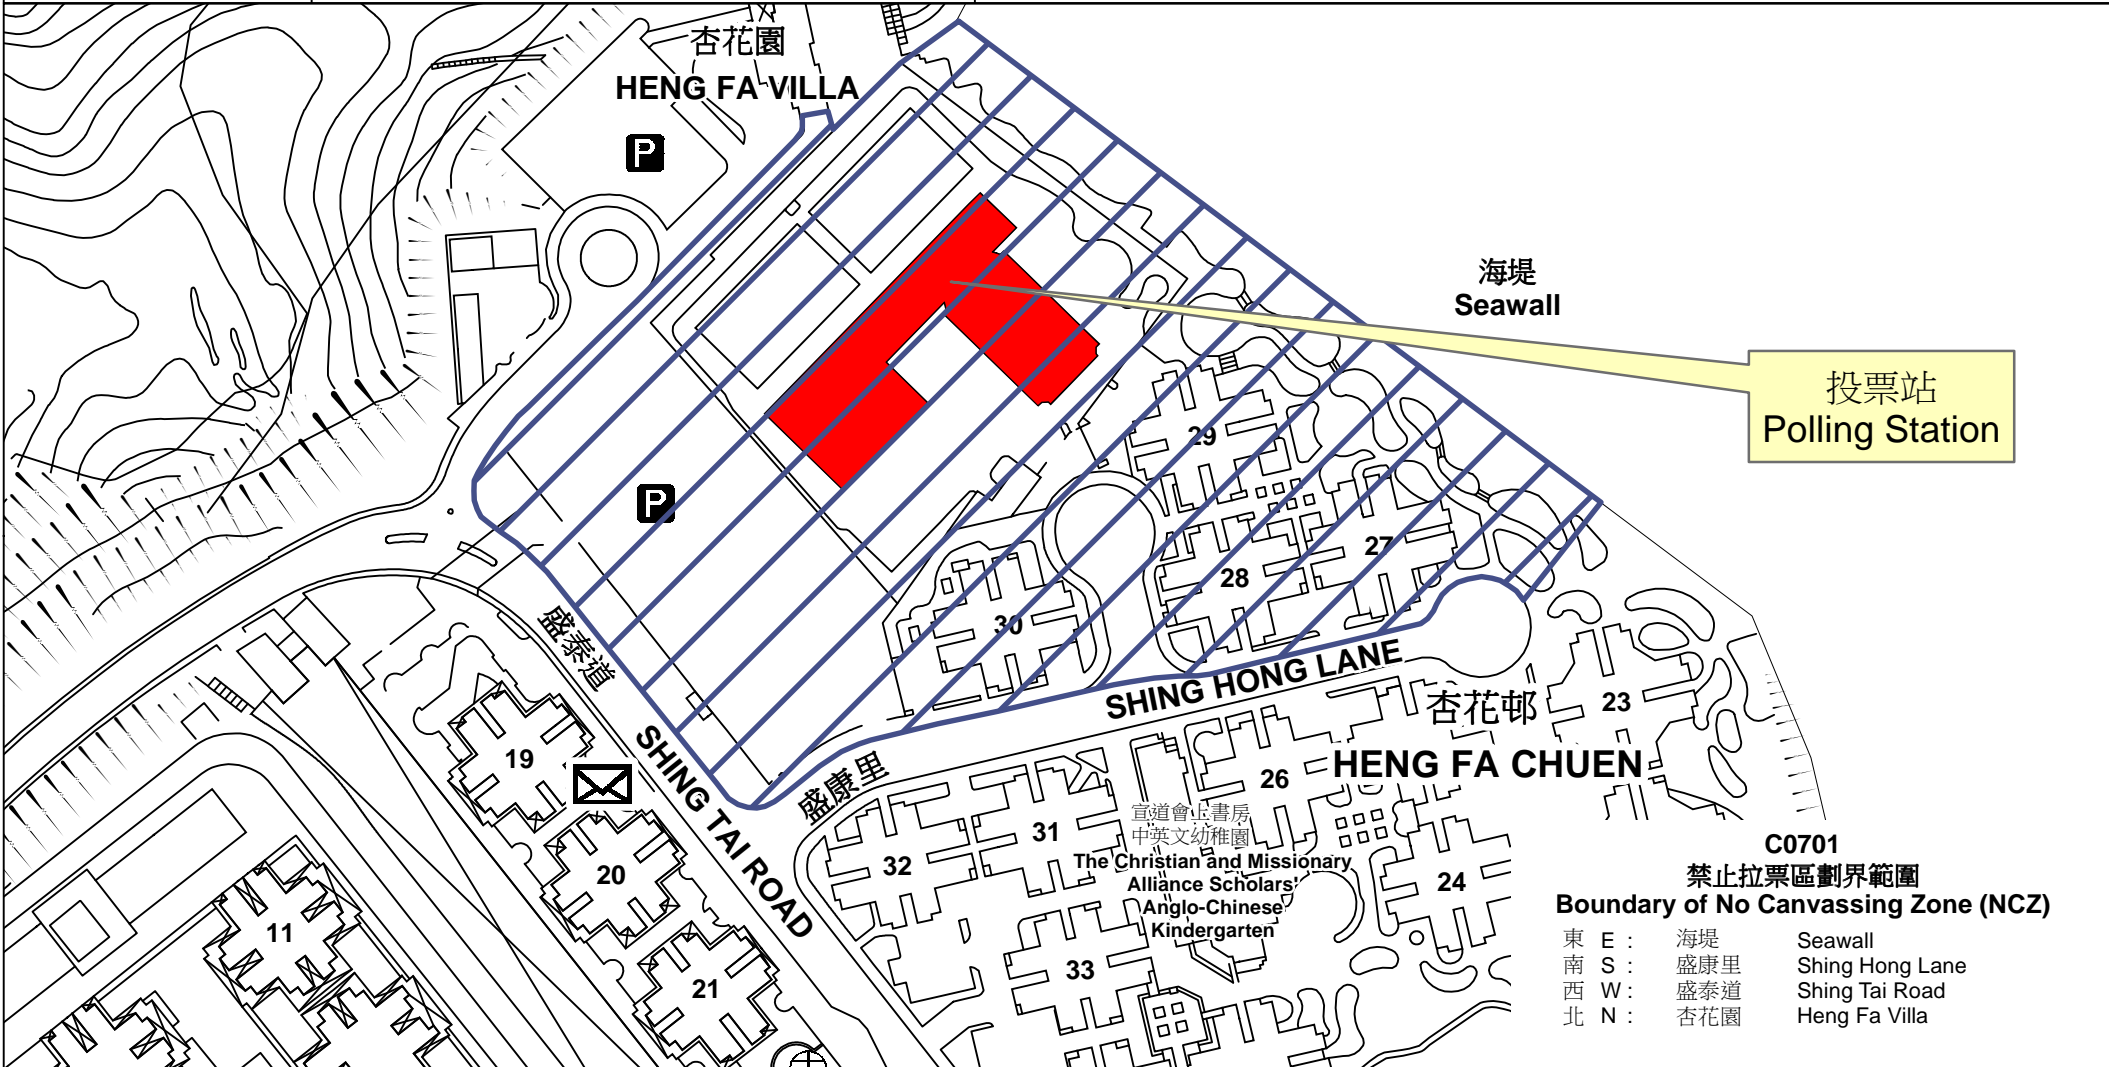 杏花園
HENG FA VILLA
P
海堤
Seawall
投票站
Polling Station
29
P
27
28
30
盛泰道
SHING HONG LANE
杏花邨
23
19
SHING TAI ROAD
盛康里
26
HENG FA CHUEN
宣道會上書房
中英文幼稚園
31
The Christian and Missionary
Alliance Scholars'
Anglo-Chinese
Kindergarten
32
20
24
11
33
21
C0701
禁止拉票區劃界範圍
Boundary of No Canvassing Zone (NCZ)
東 E : 海堤 Seawall
南 S : 盛康里 Shing Hong Lane
西 W : 盛泰道 Shing Tai Road
北 N : 杏花園 Heng Fa Villa